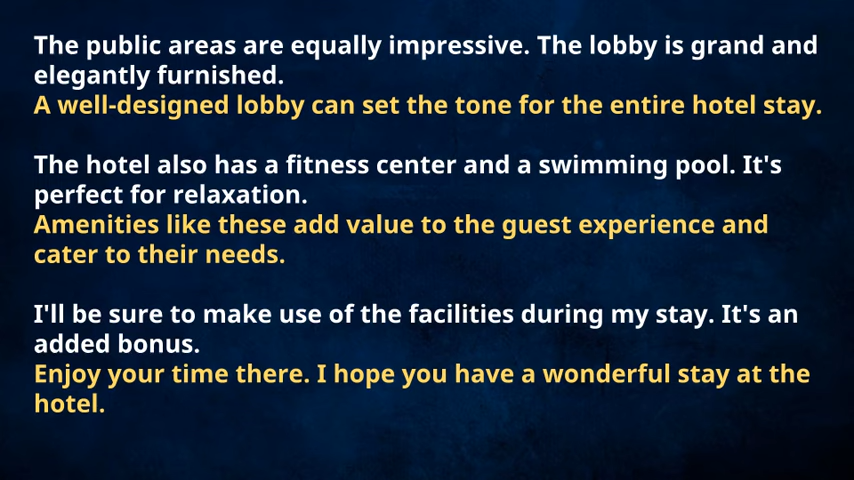 The public areas are equally impressive. The lobby is grand and
elegantly furnished.
A well-designed lobby can set the tone for the entire hotel stay.
The hotel also has a fitness center and a swimming pool. It's
perfect for relaxation.
Amenities like these add value to the guest experience and
cater to their needs.
I'll be sure to make use of the facilities during my stay. It's an
added bonus.
Enjoy your time there. I hope you have a wonderful stay at the
hotel.